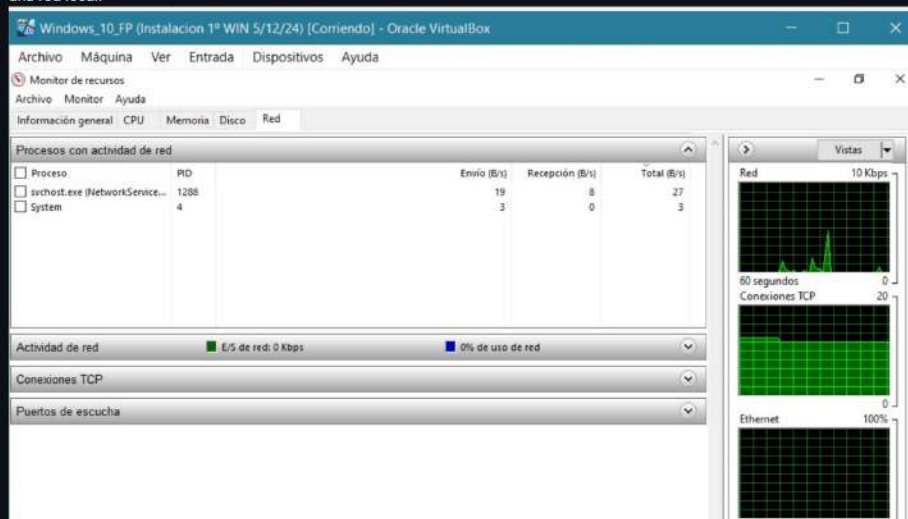 una red local.
Windows_10_FP (Instalacion 1º WIN 5/12/24) [Corriendo] - Oracle VirtualBox
Archivo Máquina Ver Entrada Dispositivos Ayuda
Monitor de recursos
Archivo Monitor Ayuda
Información general CPU Memoria Disco Red
Procesos con actividad de red
Proceso PID Envío (B/s) Recepción (B/s) Total (B/s)
svchost.exe (NetworkService... 1288 19 8 27
System 4 3 0 3
Actividad de red E/S de red: 0 Kbps 0% de uso de red
Conexiones TCP
Puertos de escucha
Vistas
Red 10 Kbps
60 segundos 0
Conexiones TCP 20
0
Ethernet 100%